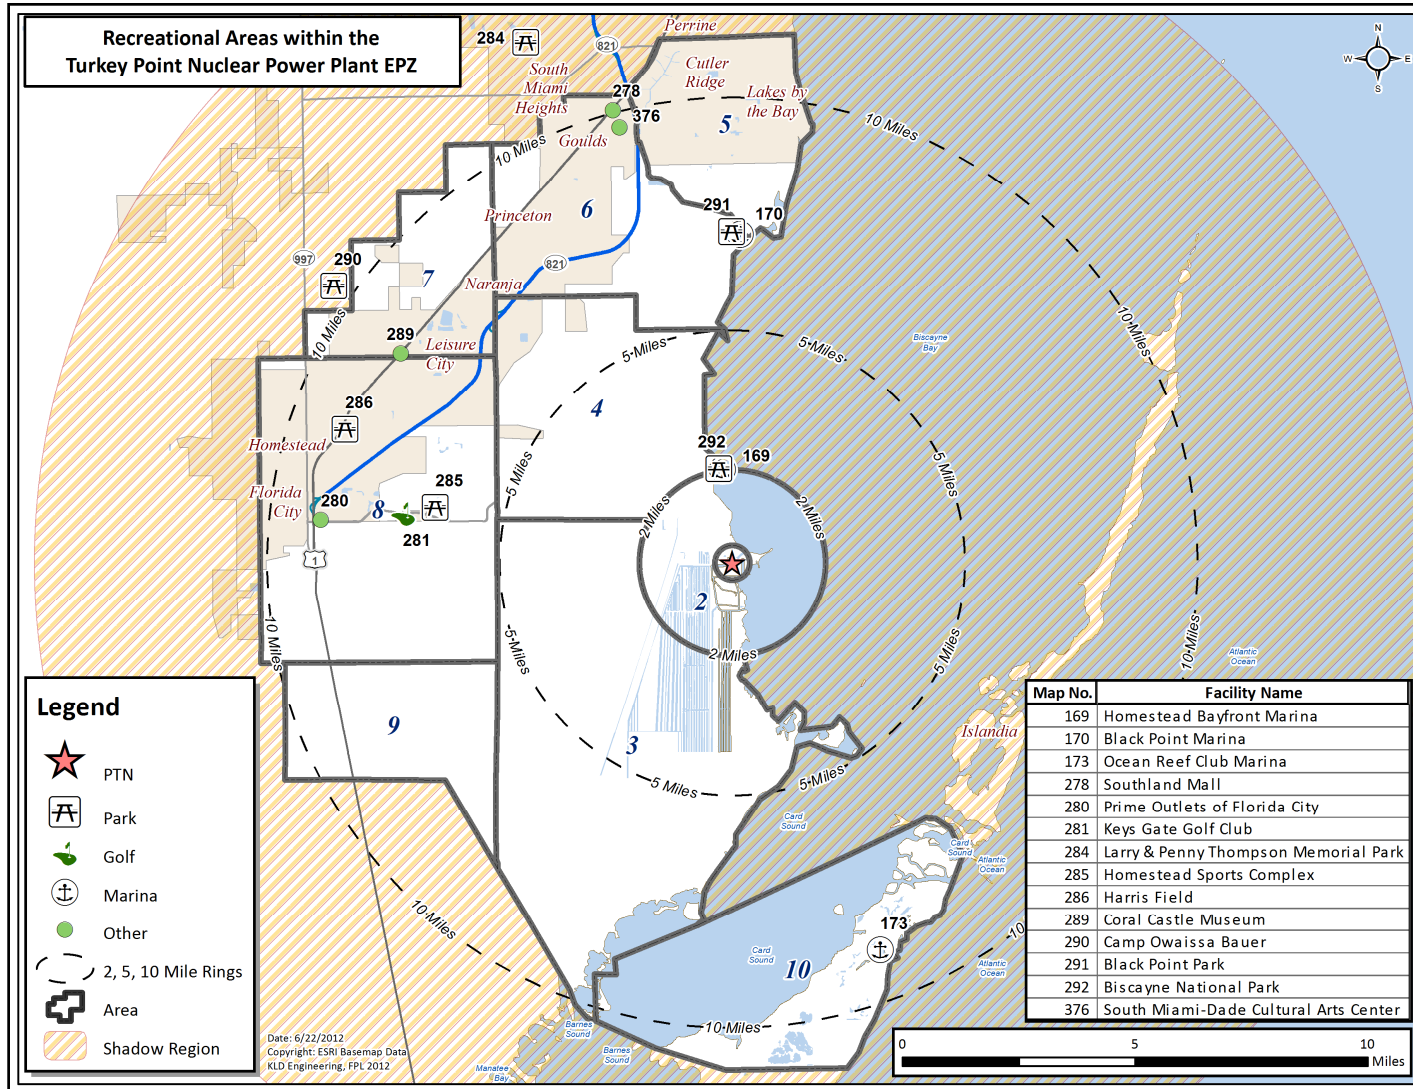 Recreational Areas within the
Turkey Point Nuclear Power Plant EPZ
284
821
Perrine
N
W E
S
South
Miami
Heights
278
376
Cutler
Ridge
Lakes by
the Bay
5
10 Miles
Goulds
10 Miles
6
Princeton
291
170
997
290
7
821
Naranja
10 Miles
289
Leisure
City
5 Miles
5 Miles
Biscayne
Bay
10 Miles
286
4
Homestead
292
169
5 Miles
5 Miles
Florida
City
280
8
285
281
2 Miles
2 Miles
1
2
10 Miles
5 Miles
2 Miles
5 Miles
10 Miles
Atlantic
Ocean
9
3
5 Miles
5 Miles
Islandia
Card
Sound
Card
Sound
Atlantic
Ocean
10 Miles
173
10
Card
Sound
Atlantic
Ocean
10
10 Miles
Barnes
Sound
Barnes
Sound
Manatee
Bay
Legend
PTN
Park
Golf
Marina
Other
2, 5, 10 Mile Rings
Area
Shadow Region
Date: 6/22/2012
Copyright: ESRI Basemap Data
KLD Engineering, FPL 2012
Map No. Facility Name
169 Homestead Bayfront Marina
170 Black Point Marina
173 Ocean Reef Club Marina
278 Southland Mall
280 Prime Outlets of Florida City
281 Keys Gate Golf Club
284 Larry & Penny Thompson Memorial Park
285 Homestead Sports Complex
286 Harris Field
289 Coral Castle Museum
290 Camp Owaissa Bauer
291 Black Point Park
292 Biscayne National Park
376 South Miami-Dade Cultural Arts Center
0 5 10
Miles